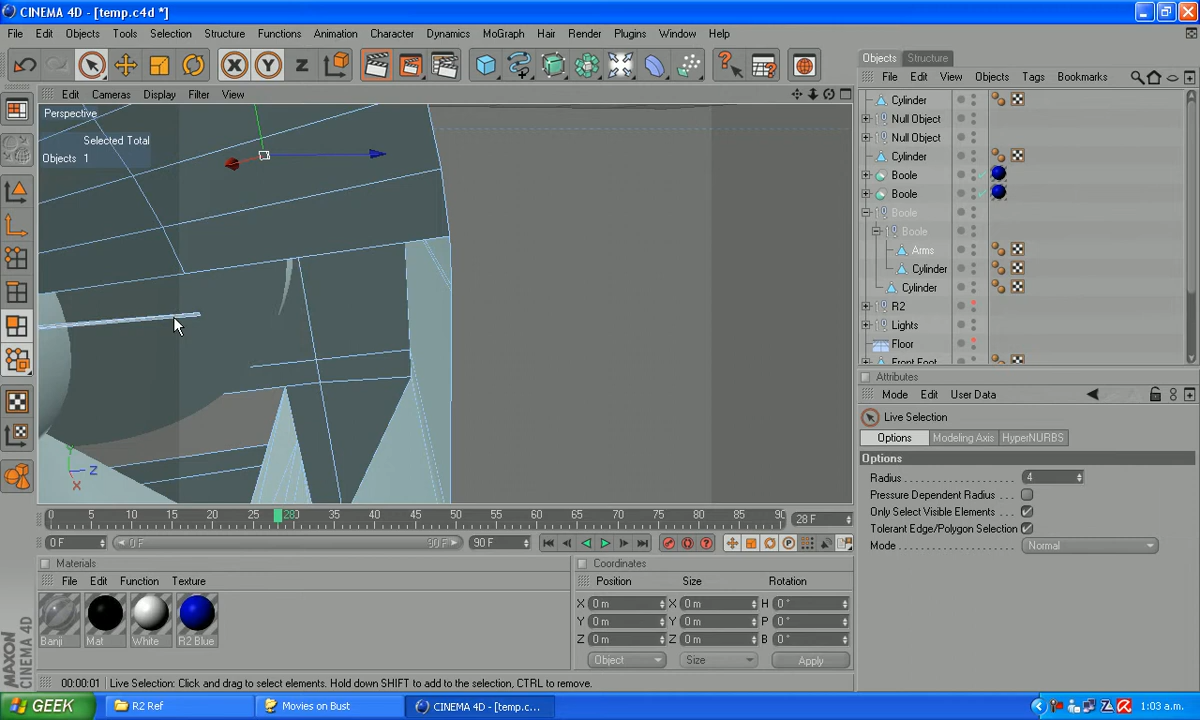 CINEMA 4D - [temp.c4d *]
File Edit Objects Tools Selection Structure Functions Animation Character Dynamics MoGraph Hair Render Plugins Window Help
X Y Z
Objects Structure
File Edit View Objects Tags Bookmarks
Edit Cameras Display Filter View
Perspective
Selected Total
Objects 1
Cylinder
Null Object
Null Object
Cylinder
Boole
Boole
Boole
Boole
Arms
Cylinder
Cylinder
R2
Lights
Floor
Front Foot
Y
Z
X
Attributes
Mode Edit User Data
Live Selection
Options Modeling Axis HyperNURBS
Options
Radius 4
Pressure Dependent Radius
Only Select Visible Elements
Tolerant Edge/Polygon Selection
Mode Normal
0 5 10 15 20 25 280 35 40 45 50 55 60 65 70 75 80 85 90 28 F
0 F 0 F 90 F 90 F
Materials
File Edit Function Texture
Banji Mat White R2 Blue
Coordinates
Position Size Rotation
X 0 m X 0 m H 0 °
Y 0 m Y 0 m P 0 °
Z 0 m Z 0 m B 0 °
Object Size Apply
MAXON
CINEMA 4D
00:00:01 Live Selection: Click and drag to select elements. Hold down SHIFT to add to the selection, CTRL to remove.
GEEK R2 Ref Movies on Bust CINEMA 4D - [temp.c... 1:03 a.m.